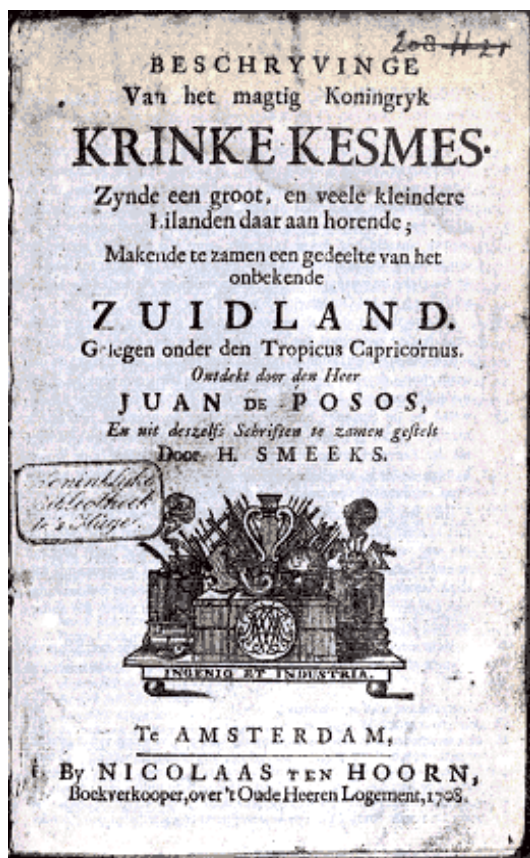 208 H 21
BESCHRYVINGE
Van het magtig Koningryk
KRINKE KESMES.
Zynde een groot, en veele kleindere
Eilanden daar aan horende;
Makende te zamen een gedeelte van het
onbekende
ZUIDLAND.
Gelegen onder den Tropicus Capricornus.
Ontdekt door den Heer
JUAN DE POSOS,
En uit deszelfs Schriften te zamen gestelt
Door H. SMEEKS.
Koninklijke
Bibliotheek
te 's Hage.
INGENIO ET INDUSTRIA.
Te AMSTERDAM,
By NICOLAAS TEN HOORN,
Boekverkooper, over 't Oude Heeren Logement, 1708.